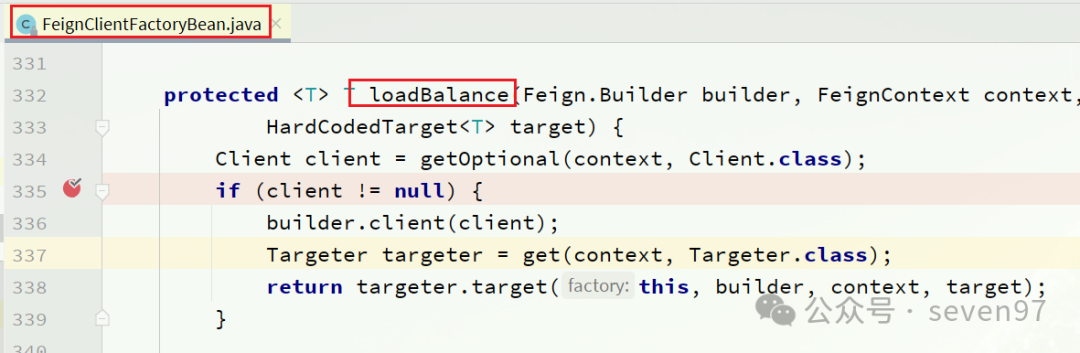 FeignClientFactoryBean.java
331
332 protected <T> T loadBalance(Feign.Builder builder, FeignContext context,
333 HardCodedTarget<T> target) {
334 Client client = getOptional(context, Client.class);
335 if (client != null) {
336 builder.client(client);
337 Targeter targeter = get(context, Targeter.class);
338 return targeter.target( factory: this, builder, context, target);
339 }
340
公众号 · seven97